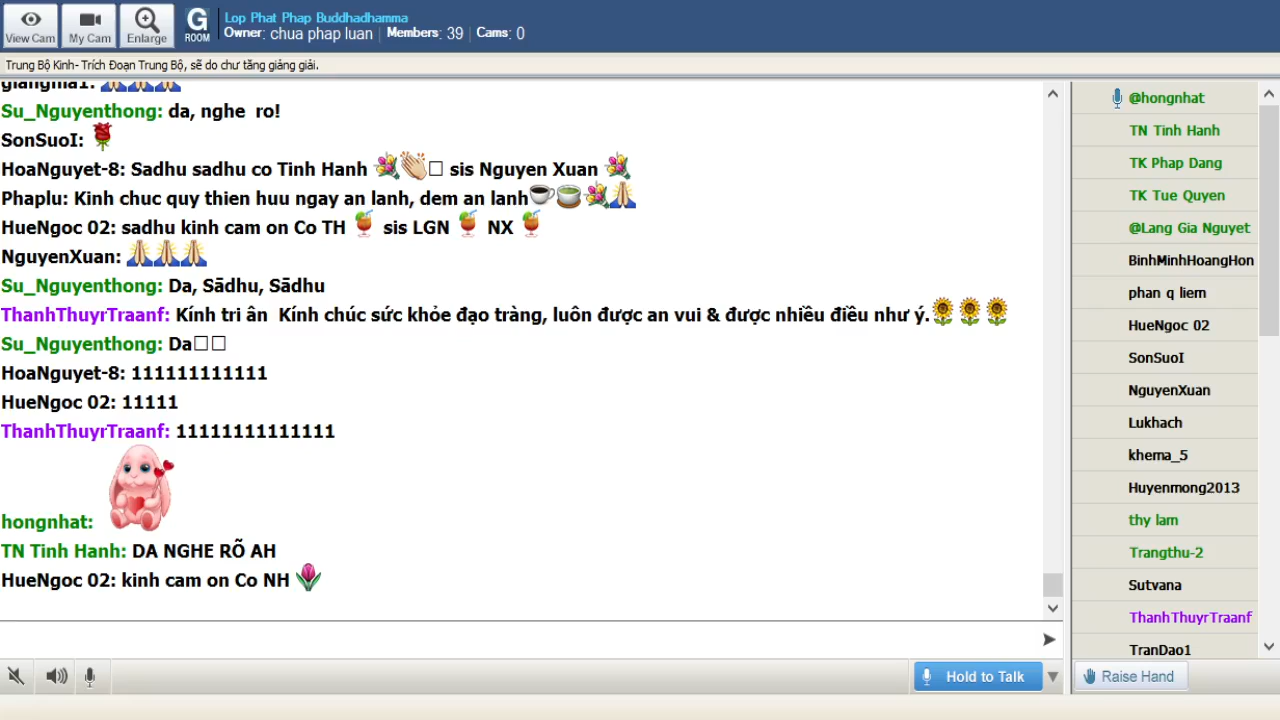 View Cam
My Cam
Enlarge
G
ROOM
Lop Phat Phap Buddhadhamma
Owner: chua phap luan
Members: 39
Cams: 0
Trung Bộ Kinh- Trích Đoạn Trung Bộ, sẽ do chư tăng giảng giải.
Su_Nguyenthong: da, nghe ro!
SonSuoI:
HoaNguyet-8: Sadhu sadhu co Tinh Hanh sis Nguyen Xuan
Phaplu: Kinh chuc quy thien huu ngay an lanh, dem an lanh
HueNgoc 02: sadhu kinh cam on Co TH sis LGN NX
NguyenXuan:
Su_Nguyenthong: Da, Sādhu, Sādhu
ThanhThuyrTraanf: Kính tri ân Kính chúc sức khỏe đạo tràng, luôn được an vui & được nhiều điều như ý.
Su_Nguyenthong: Da
HoaNguyet-8: 111111111111
HueNgoc 02: 11111
ThanhThuyrTraanf: 11111111111111
hongnhat:
TN Tinh Hanh: DA NGHE RÕ AH
HueNgoc 02: kinh cam on Co NH
@hongnhat
TN Tinh Hanh
TK Phap Dang
TK Tue Quyen
@Lang Gia Nguyet
BinhMinhHoangHon
phan q liem
HueNgoc 02
SonSuoI
NguyenXuan
Lukhach
khema_5
Huyenmong2013
thy lam
Trangthu-2
Sutvana
ThanhThuyrTraanf
TranDao1
Hold to Talk
Raise Hand